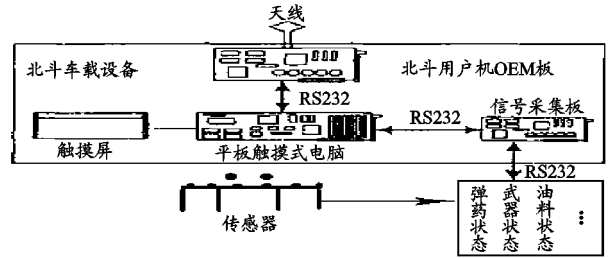 天线
北斗车载设备
北斗用户机OEM板
RS232
RS232
信号采集板
触摸屏
平板触摸式电脑
RS232
传感器
弹药状态
武器状态
油料状态
⋮